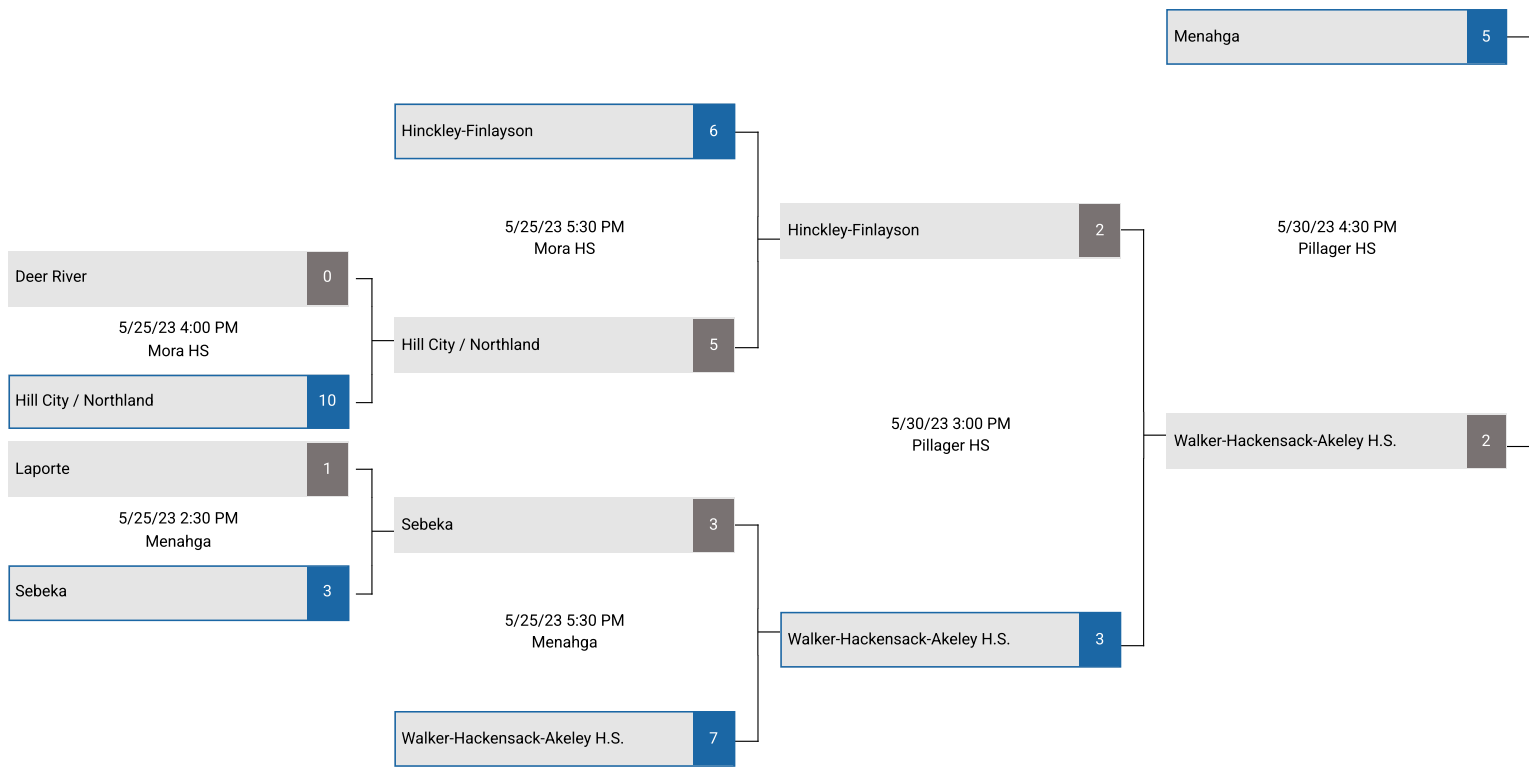 Menahga
5
Hinckley-Finlayson
6
5/25/23 5:30 PM
Mora HS
Hinckley-Finlayson
2
5/30/23 4:30 PM
Pillager HS
Deer River
0
5/25/23 4:00 PM
Mora HS
Hill City / Northland
5
Hill City / Northland
10
5/30/23 3:00 PM
Pillager HS
Walker-Hackensack-Akeley H.S.
2
Laporte
1
5/25/23 2:30 PM
Menahga
Sebeka
3
Sebeka
3
5/25/23 5:30 PM
Menahga
Walker-Hackensack-Akeley H.S.
3
Walker-Hackensack-Akeley H.S.
7